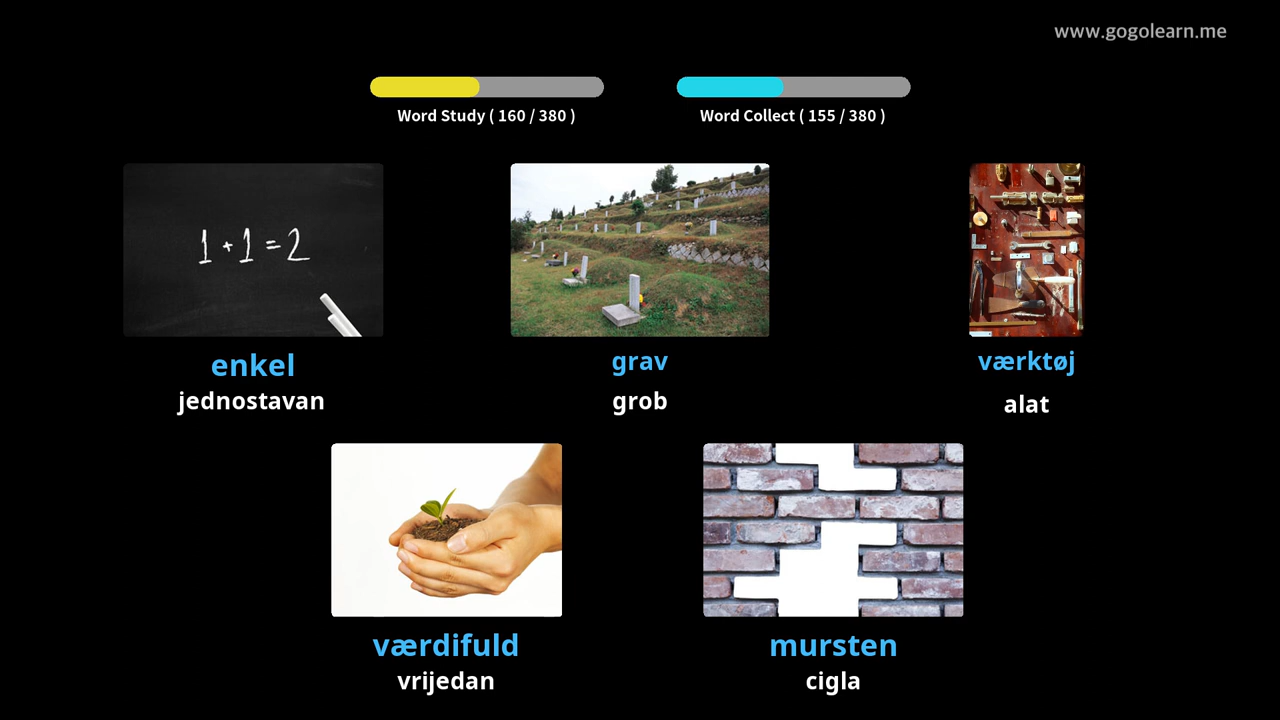 www.gogolearn.me
Word Study ( 160 / 380 )
Word Collect ( 155 / 380 )
1 + 1 = 2
enkel
jednostavan
grav
grob
værktøj
alat
værdifuld
vrijedan
mursten
cigla